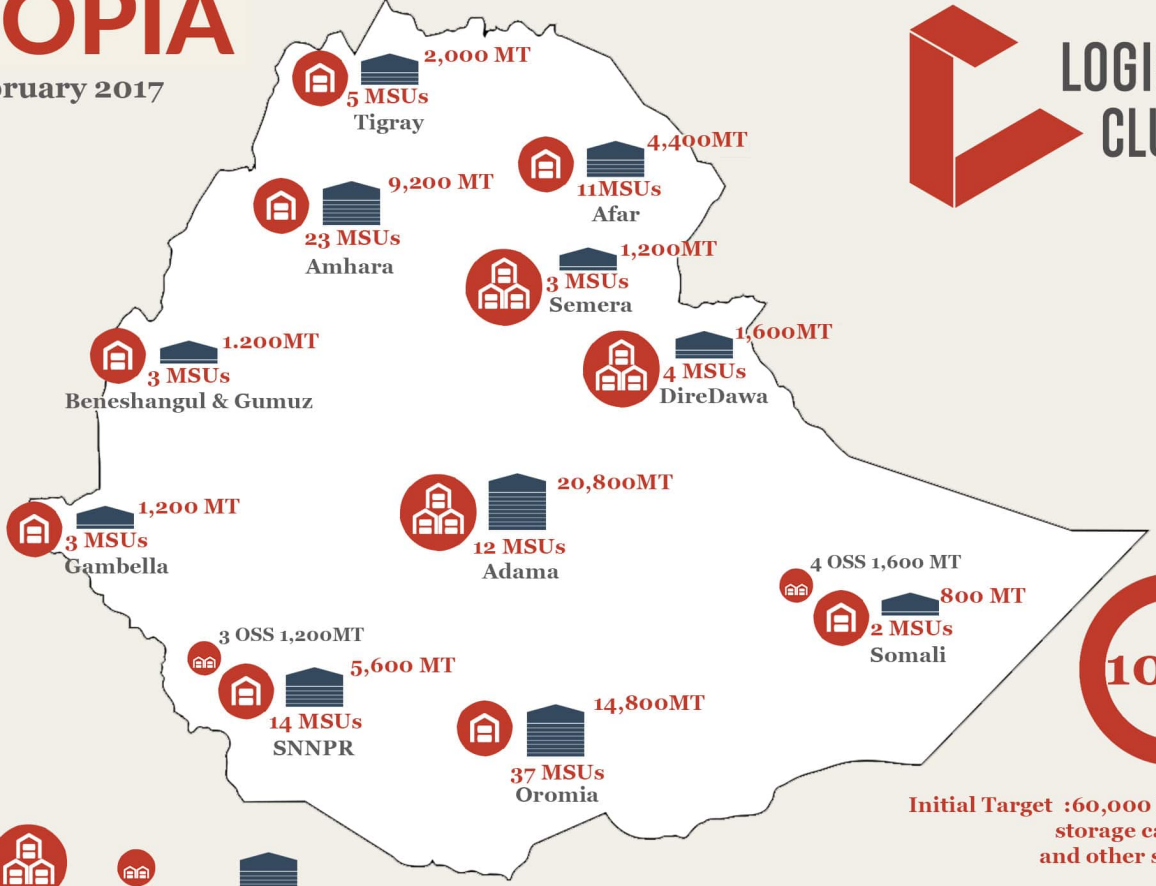 OPIA
ruary 2017
LOGI
CLU
2,000 MT
5 MSUs
Tigray
4,400MT
11MSUs
Afar
9,200 MT
23 MSUs
Amhara
1,200MT
3 MSUs
Semera
1,600MT
4 MSUs
DireDawa
1.200MT
3 MSUs
Beneshangul & Gumuz
20,800MT
12 MSUs
Adama
1,200 MT
3 MSUs
Gambella
4 OSS 1,600 MT
800 MT
2 MSUs
Somali
3 OSS 1,200MT
5,600 MT
14 MSUs
SNNPR
14,800MT
37 MSUs
Oromia
10
Initial Target :60,000
storage ca
and other s